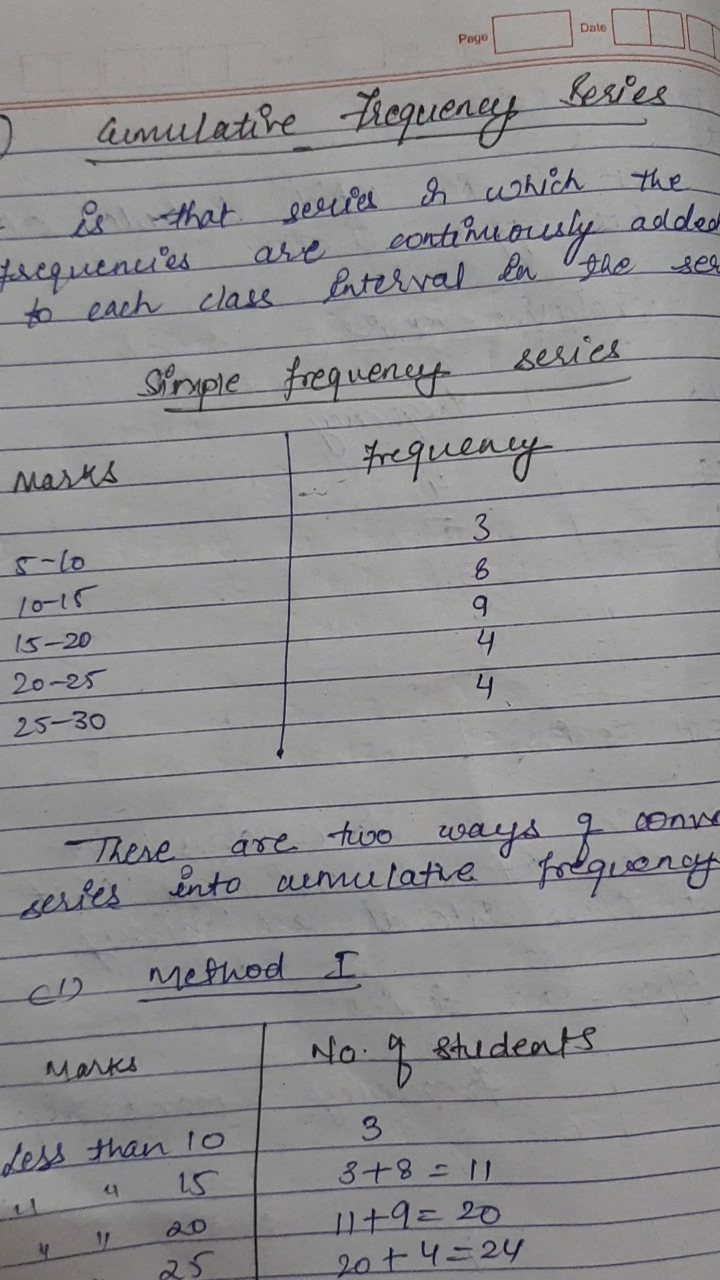 Page Date
Cumulative Frequency Series
is that series in which the
frequencies are continuously added
to each class interval in the ser
Simple frequency series
Marks Frequency
5-10 3
10-15 8
15-20 9
20-25 4
25-30 4
There are two ways of conve
series into cumulative frequency
(1) Method I
Marks No. of students
Less than 10 3
" " 15 3+8=11
" " 20 11+9=20
25 20+4=24